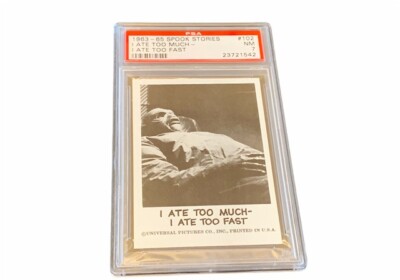 PSA
1963 - 65 SPOOK STORIES #102
I ATE TOO MUCH- NM
I ATE TOO FAST 7
23721542
I ATE TOO MUCH-
I ATE TOO FAST
©UNIVERSAL PICTURES CO., INC., PRINTED IN U.S.A